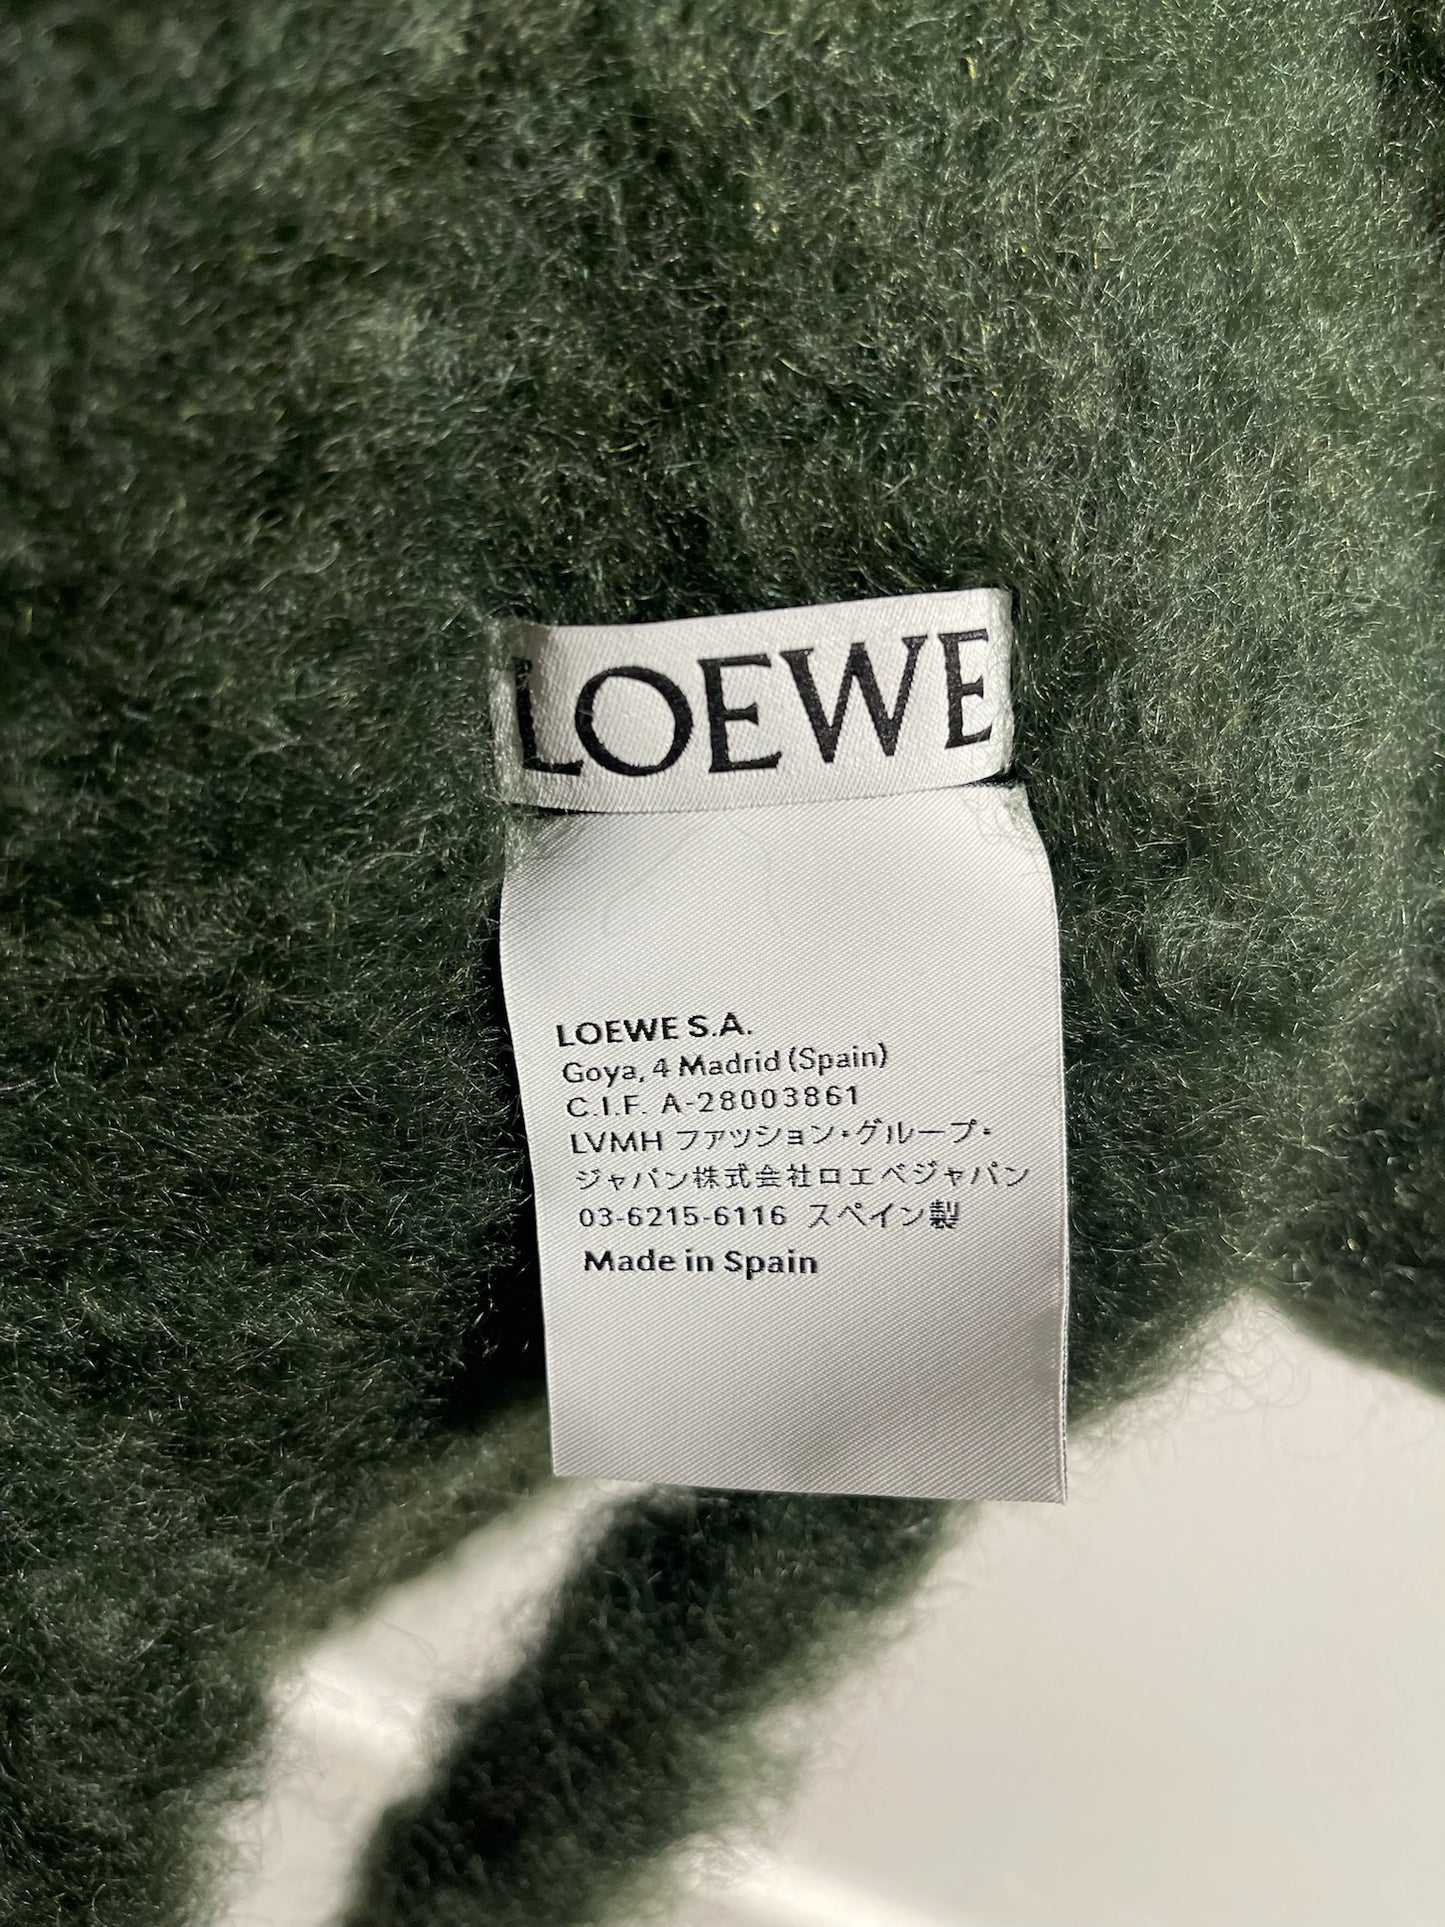 LOEWE
LOEWE S.A.
Goya, 4 Madrid (Spain)
C.I.F. A-28003861
LVMH ファッション・グループ・
ジャパン株式会社ロエベジャパン
03-6215-6116 スペイン製
Made in Spain